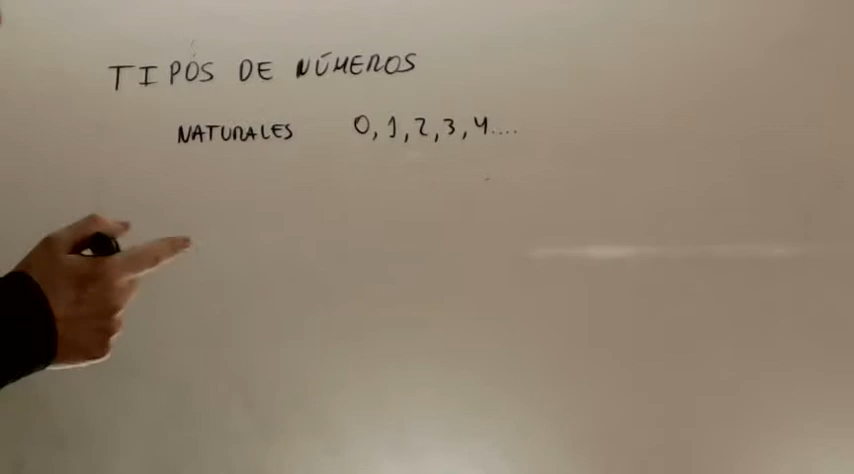 TIPOS DE NÚMEROS
NATURALES 0, 1, 2, 3, 4....